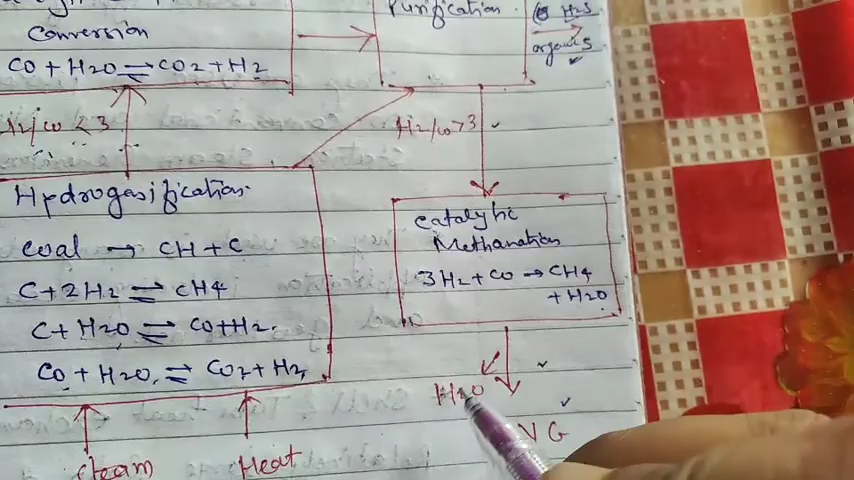 Conversion
CO + H2O ⇌ CO2 + H2
Purification.
H2S
organic S
H2/CO < 3
H2/CO > 3
Hydrogasification.
Coal → CH + C
C + 2H2 ⇌ CH4
C + H2O ⇌ CO + H2.
CO + H2O, ⇌ CO2 + H2,
Catalytic
Methanation
3H2 + CO → CH4
+ H2O
H2O
NG
Steam
Heat